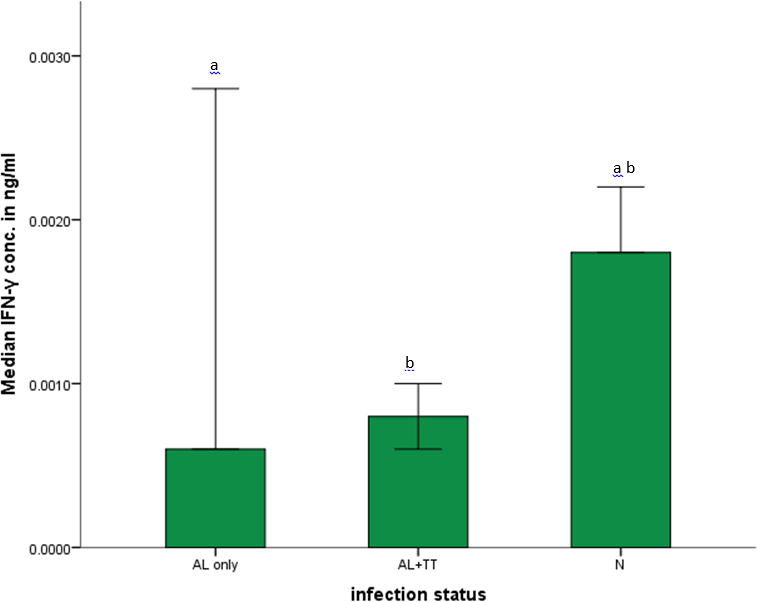 Median IFN-γ conc. in ng/ml
0.0030
0.0020
0.0010
0.0000
a
b
a b
AL only
AL+TT
N
infection status